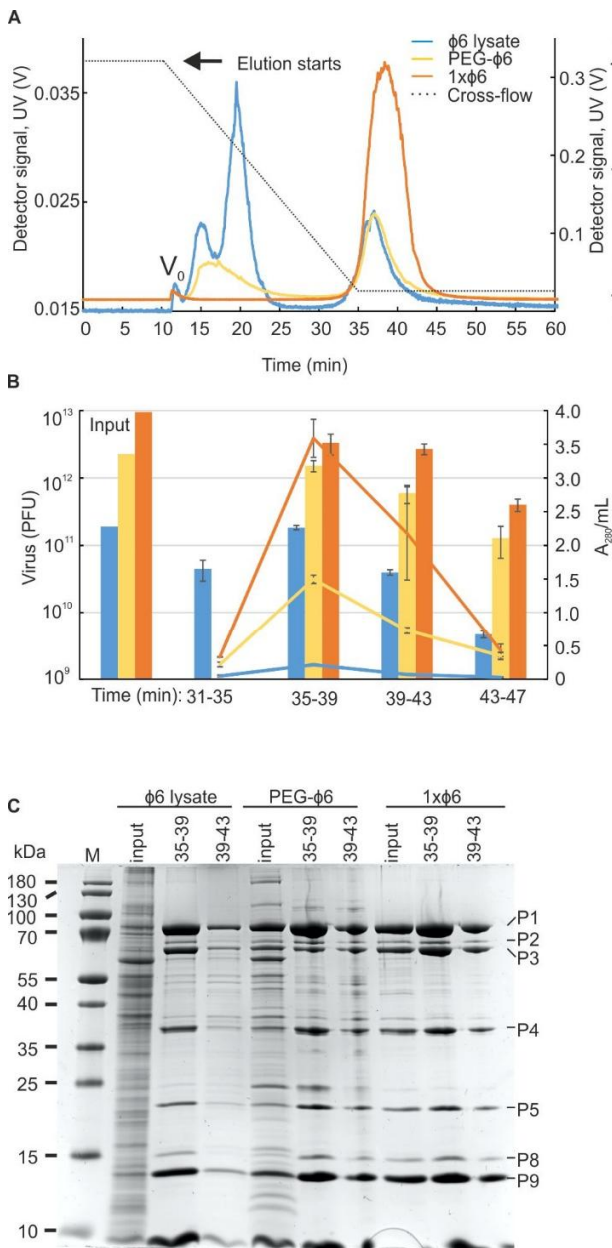 A
Detector signal, UV (V)
0.035
0.025
0.015
Elution starts
V0
ϕ6 lysate
PEG-ϕ6
1xϕ6
Cross-flow
0.3
0.2
0.1
0
Detector signal, UV (V)
0 5 10 15 20 25 30 35 40 45 50 55 60
Time (min)
B
Virus (PFU)
10^13
10^12
10^11
10^10
10^9
Input
4.0
3.5
3.0
2.5
2.0
1.5
1.0
0.5
0
A280/mL
Time (min): 31-35 35-39 39-43 43-47
C
ϕ6 lysate PEG-ϕ6 1xϕ6
kDa M input 35-39 39-43 input 35-39 39-43 input 35-39 39-43
180
130
100
70
55
40
35
25
15
10
P1
P2
P3
P4
P5
P8
P9